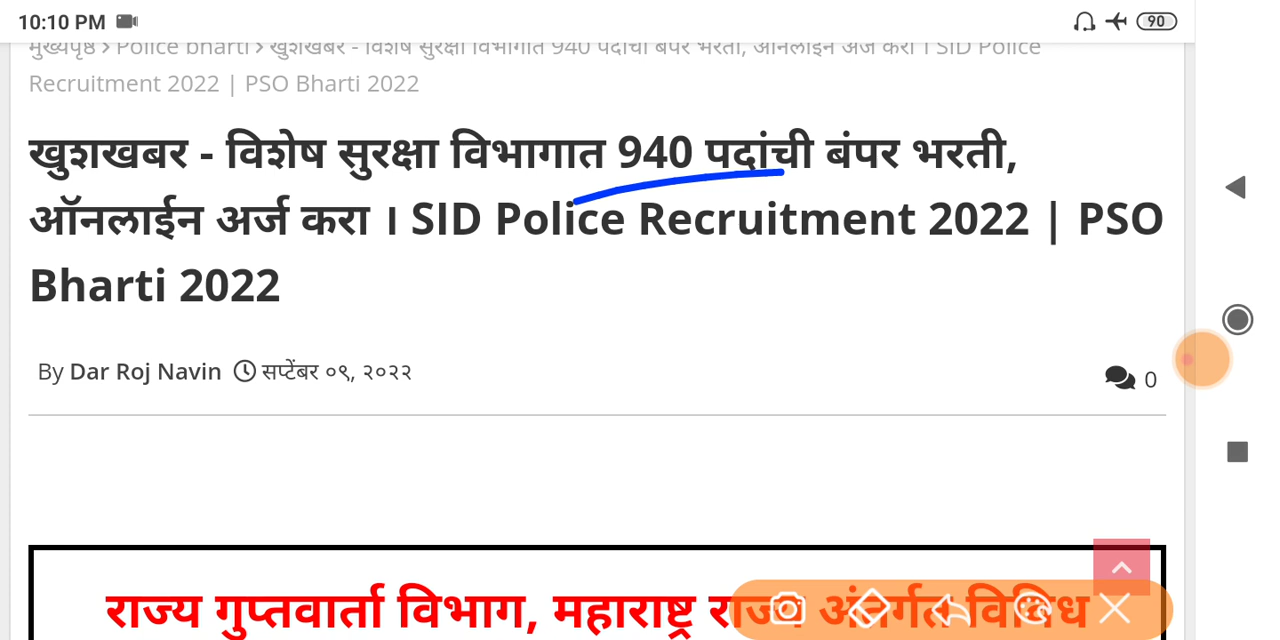 10:10 PM 90
मुख्यपृष्ठ › Police bharti › खुशखबर - विशेष सुरक्षा विभागात 940 पदांची बंपर भरती, ऑनलाईन अर्ज करा । SID Police
Recruitment 2022 | PSO Bharti 2022
खुशखबर - विशेष सुरक्षा विभागात 940 पदांची बंपर भरती,
ऑनलाईन अर्ज करा । SID Police Recruitment 2022 | PSO
Bharti 2022
By Dar Roj Navin सप्टेंबर ०९, २०२२
0
राज्य गुप्तवार्ता विभाग, महाराष्ट्र राज्य अंतर्गत विविध